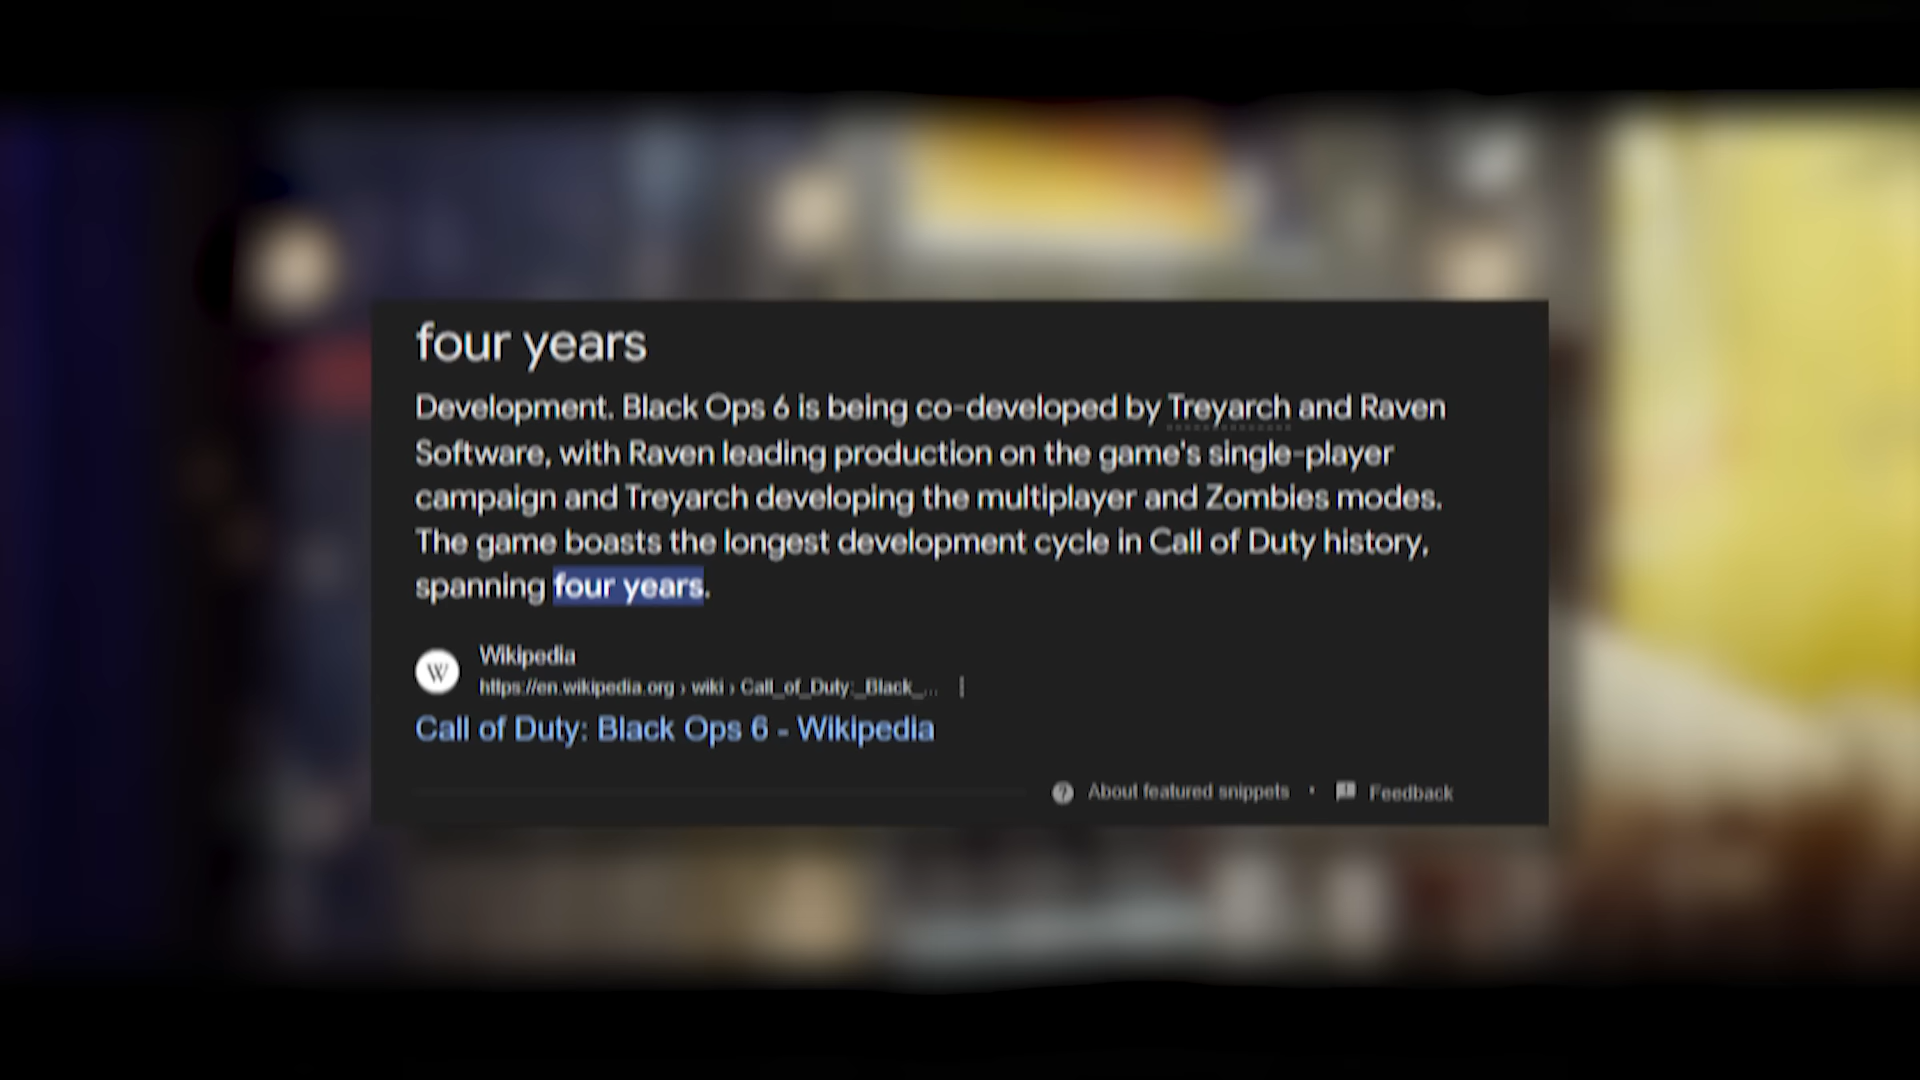 four years
Development. Black Ops 6 is being co-developed by Treyarch and Raven
Software, with Raven leading production on the game's single-player
campaign and Treyarch developing the multiplayer and Zombies modes.
The game boasts the longest development cycle in Call of Duty history,
spanning four years.
W
Wikipedia
https://en.wikipedia.org › wiki › Call_of_Duty:_Black_...
Call of Duty: Black Ops 6 - Wikipedia
About featured snippets • Feedback